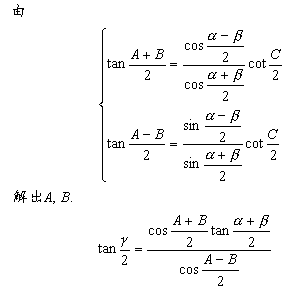 由
tan (A + B)/2 = (cos (α − β)/2)/(cos (α + β)/2) cot C/2
tan (A − B)/2 = (sin (α − β)/2)/(sin (α + β)/2) cot C/2
解出A, B.
tan γ/2 = (cos (A + B)/2 tan (α + β)/2)/(cos (A − B)/2)